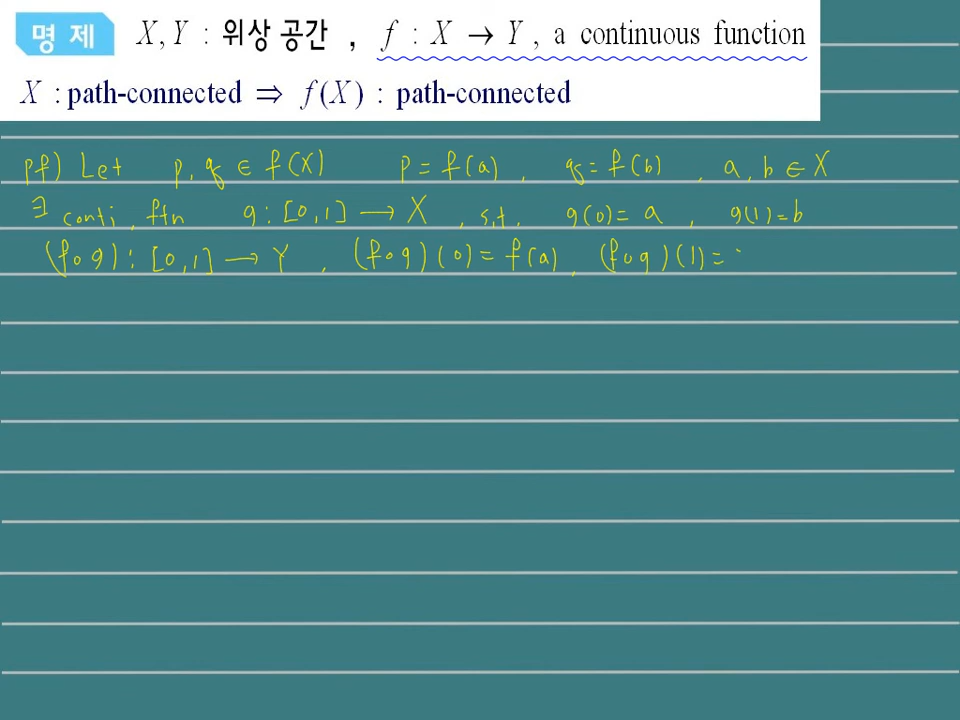 명 제 X, Y : 위상 공간 , f : X → Y , a continuous function
X : path-connected ⇒ f(X) : path-connected
pf) Let p, q ∈ f(X) p = f(a) , q = f(b) , a, b ∈ X
∃ conti, ftn g : [0,1] → X , s,t, g(0) = a , g(1) = b
(f∘g) : [0,1] → Y , (f∘g)(0) = f(a) , (f∘g)(1) =